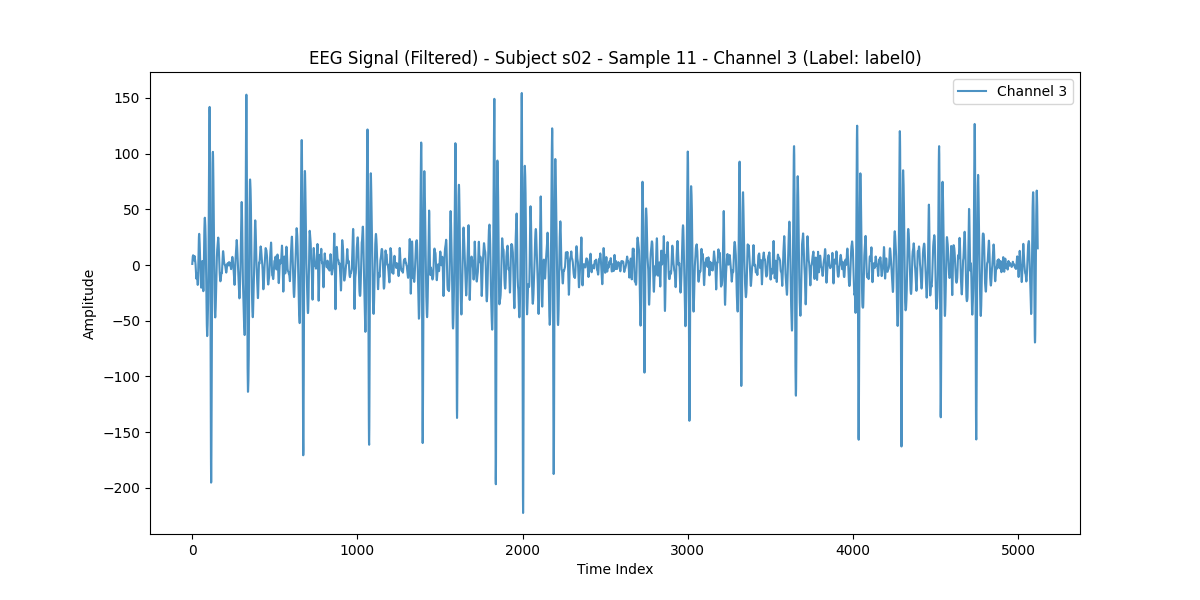 EEG Signal (Filtered) - Subject s02 - Sample 11 - Channel 3 (Label: label0)
Channel 3
150
100
50
0
−50
−100
−150
−200
Amplitude
0 1000 2000 3000 4000 5000
Time Index